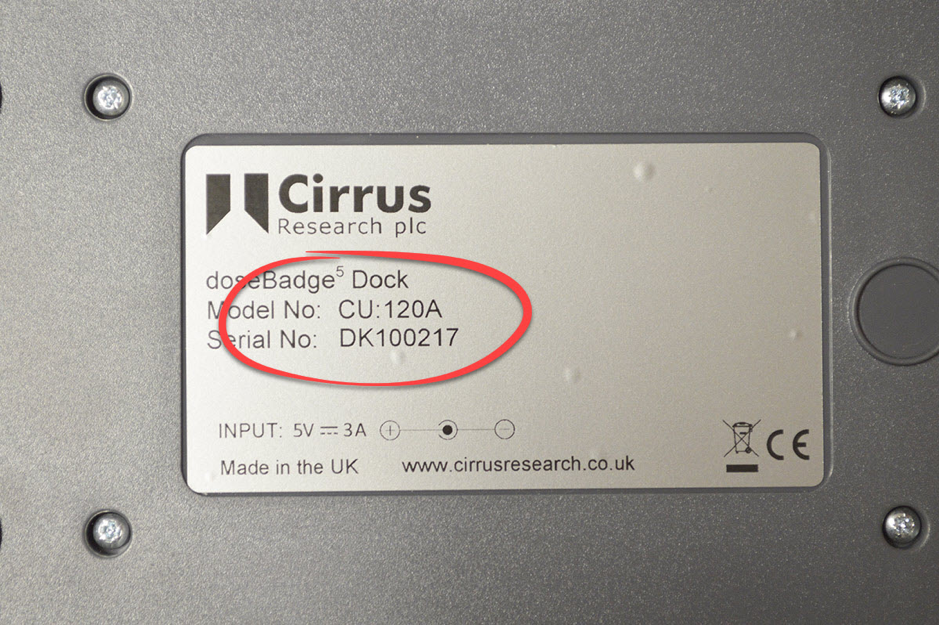 Cirrus
Research plc
doseBadge⁵ Dock
Model No: CU:120A
Serial No: DK100217
INPUT: 5V ⎓ 3A
Made in the UK www.cirrusresearch.co.uk
CE